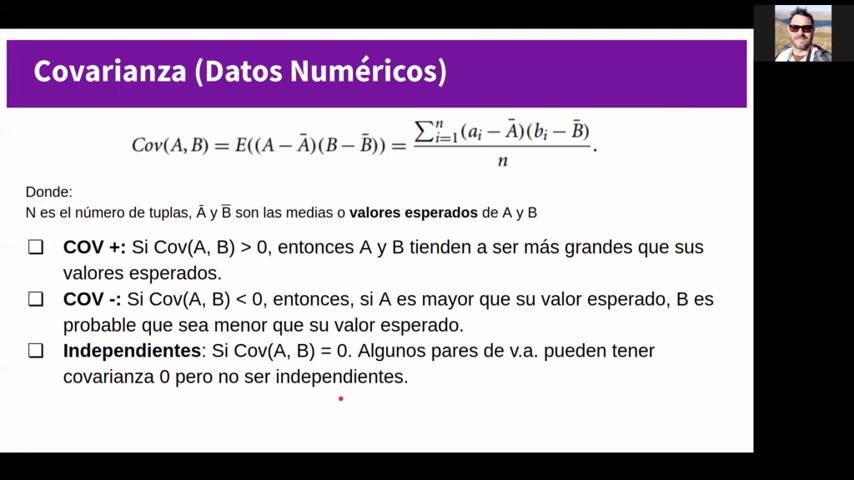 Covarianza (Datos Numéricos)
Cov(A, B) = E((A − Ā)(B − B̄)) = ∑ⁿᵢ₌₁(aᵢ − Ā)(bᵢ − B̄) / n .
Donde:
N es el número de tuplas, Ā y B̅ son las medias o valores esperados de A y B
❑ COV +: Si Cov(A, B) > 0, entonces A y B tienden a ser más grandes que sus
valores esperados.
❑ COV -: Si Cov(A, B) < 0, entonces, si A es mayor que su valor esperado, B es
probable que sea menor que su valor esperado.
❑ Independientes: Si Cov(A, B) = 0. Algunos pares de v.a. pueden tener
covarianza 0 pero no ser independientes.